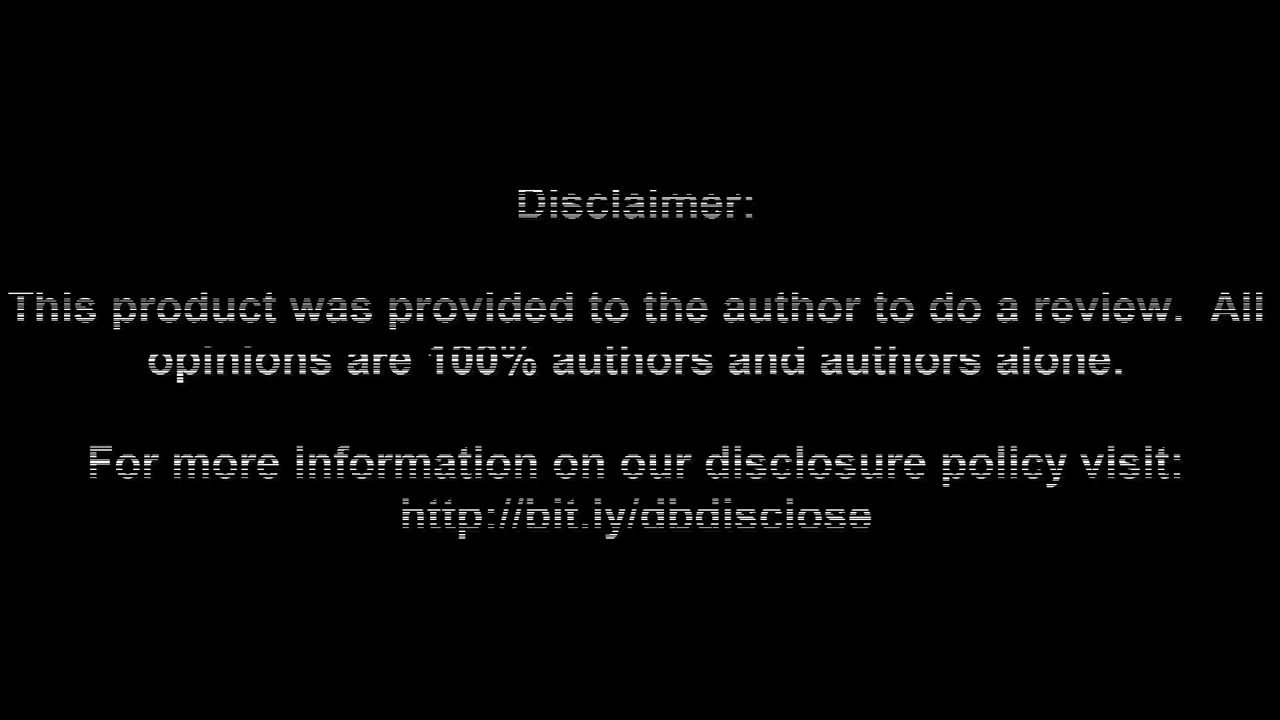 Disclaimer:
This product was provided to the author to do a review.  All
opinions are 100% authors and authors alone.
For more information on our disclosure policy visit:
http://bit.ly/dbdisclose